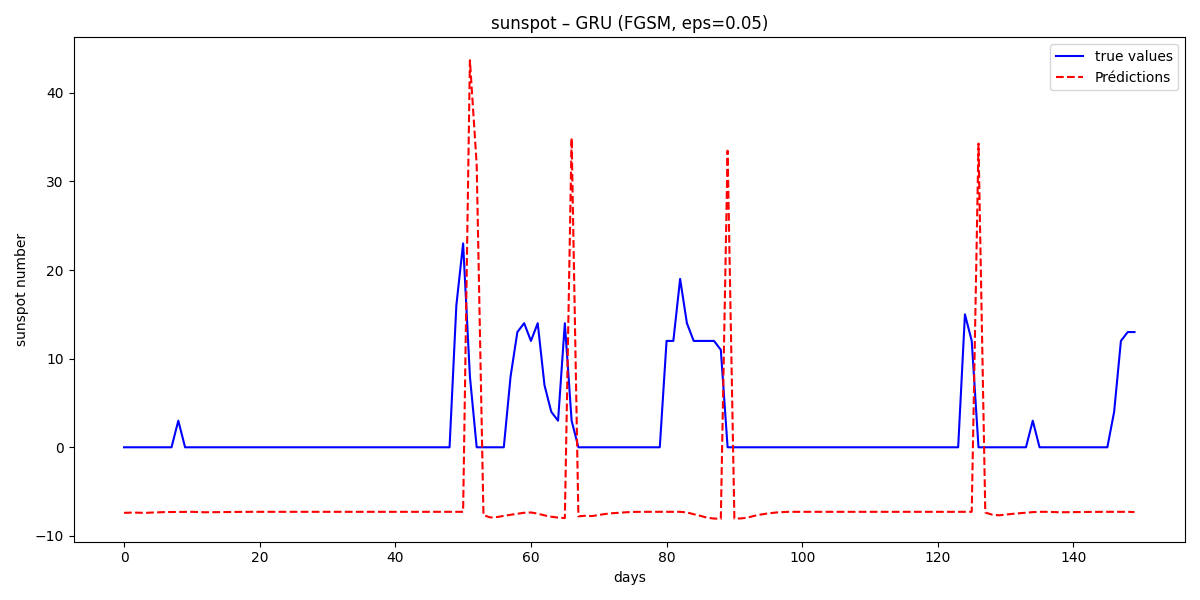 sunspot – GRU (FGSM, eps=0.05)
true values
Prédictions
sunspot number
40
30
20
10
0
−10
0 20 40 60 80 100 120 140
days